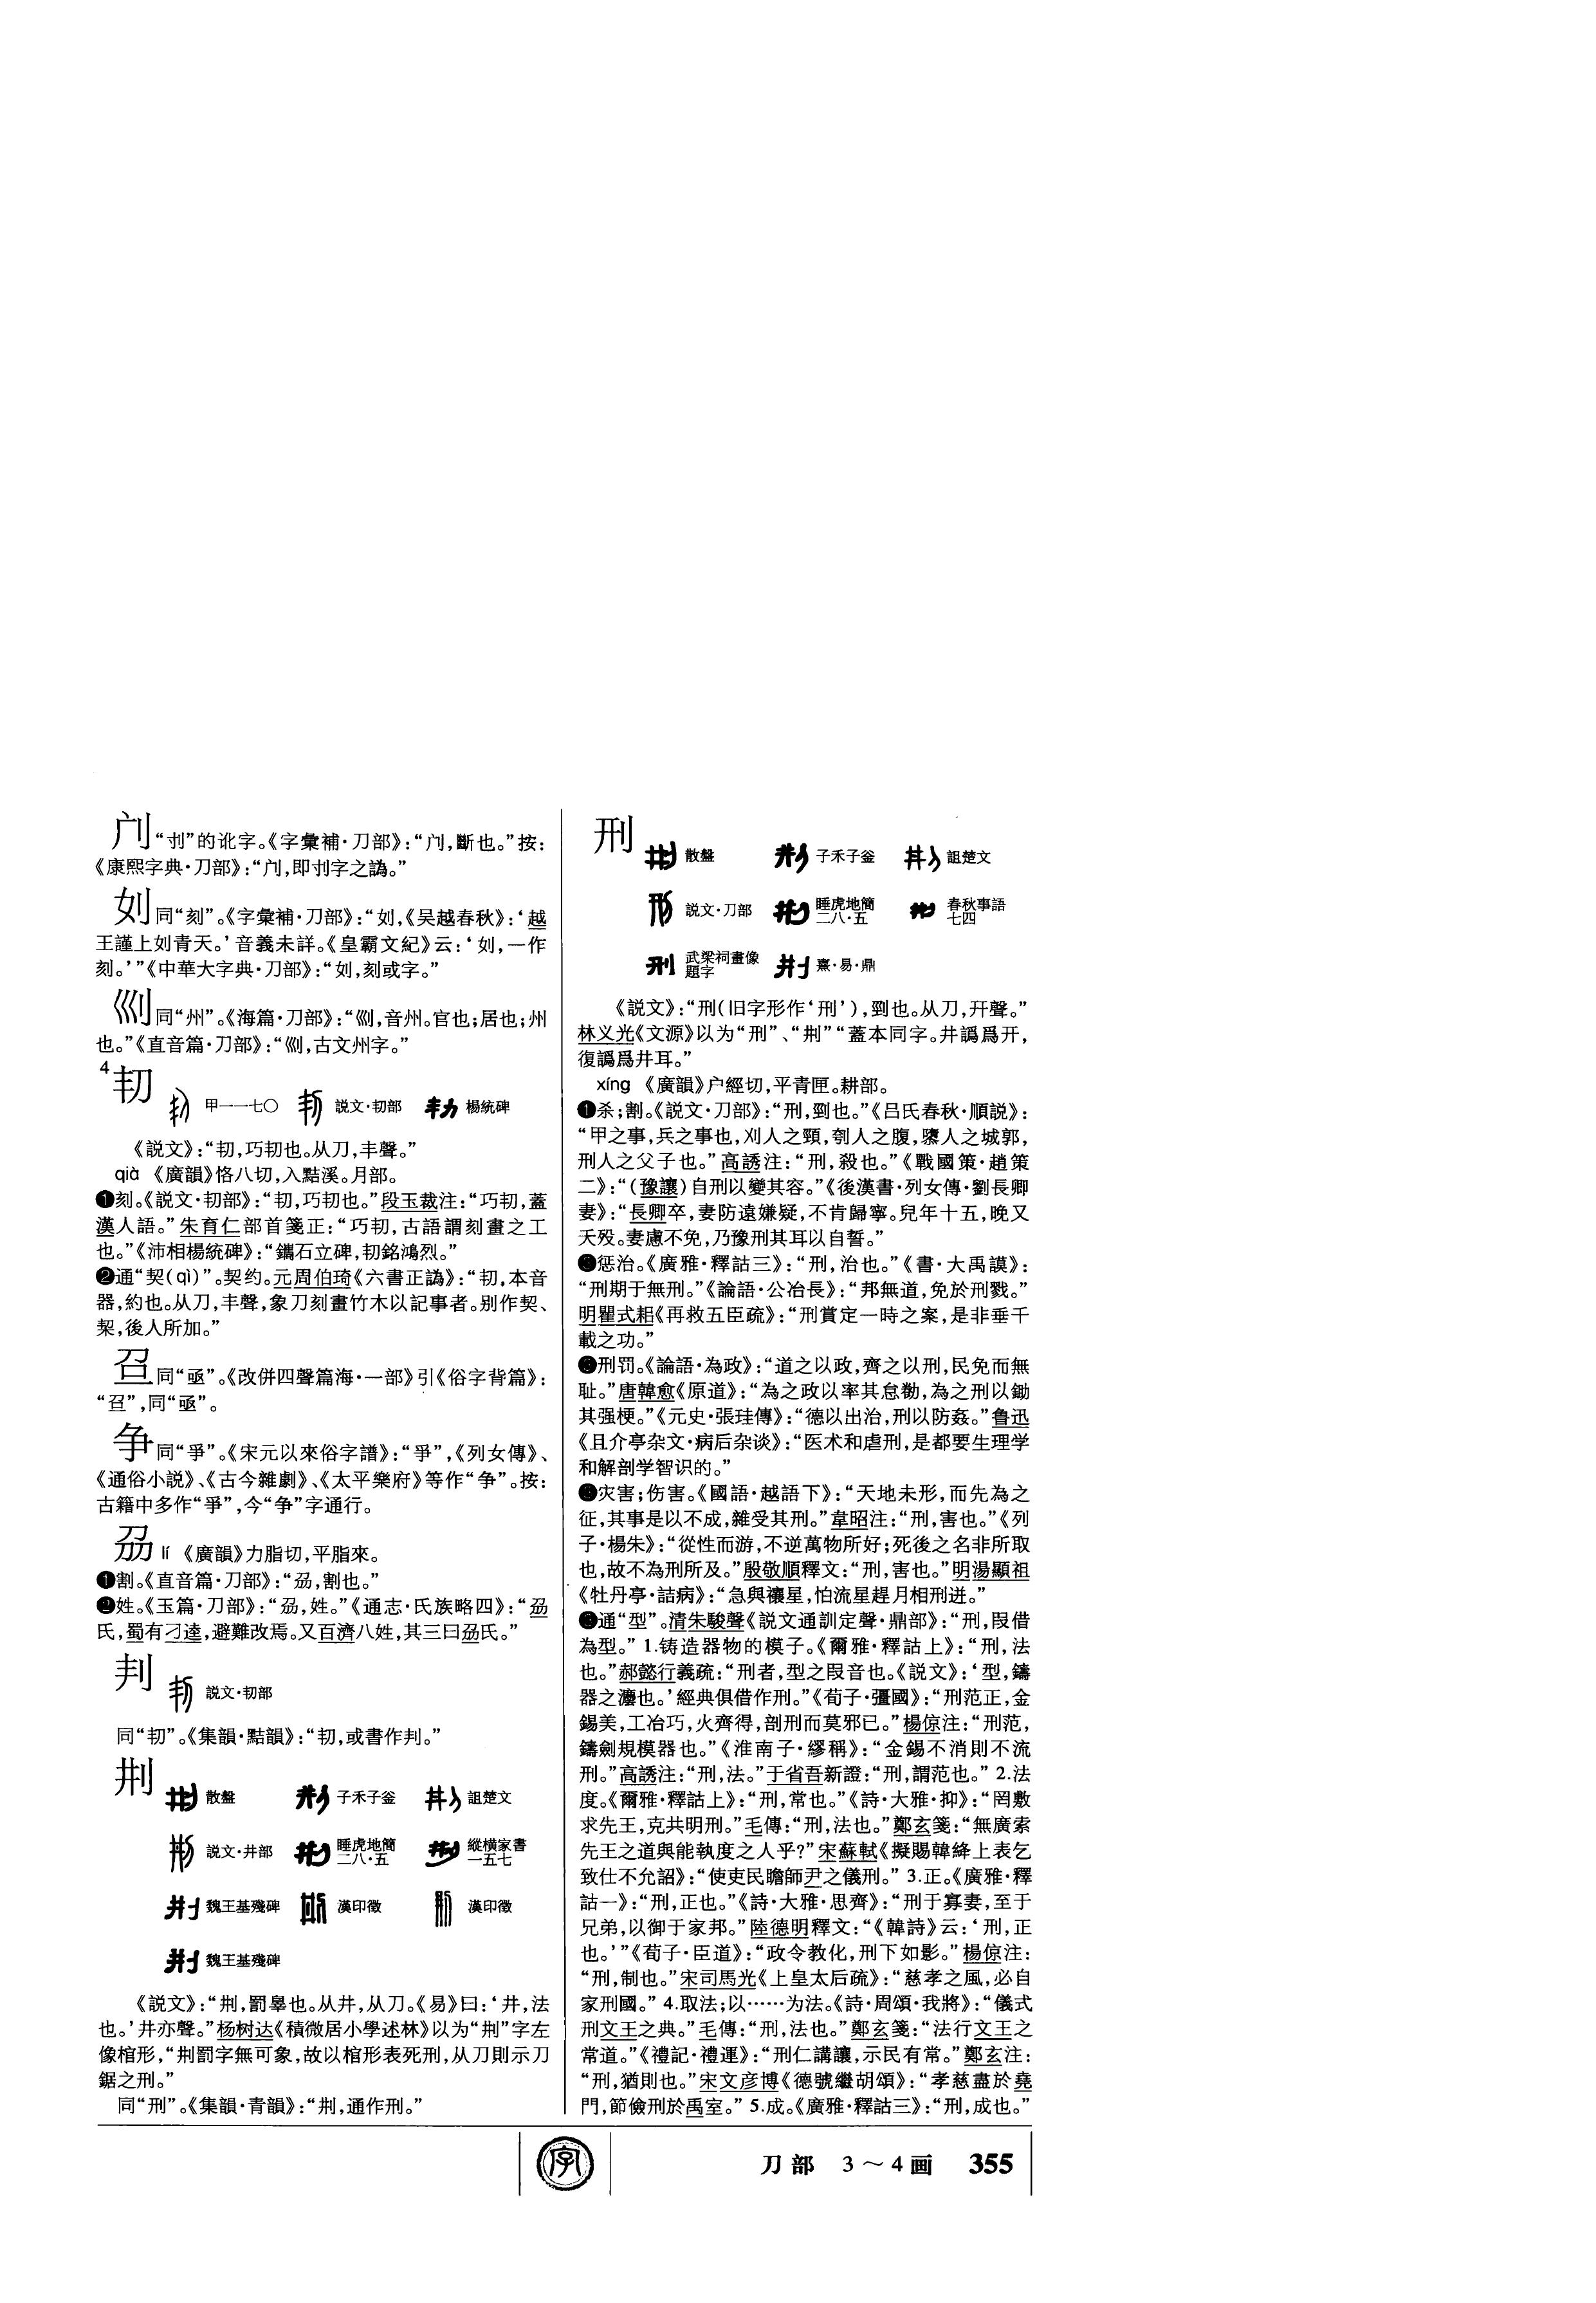 “刌”的讹字。《字彙補·刀部》：“，斷也。”按：
《康熙字典·刀部》：“，即刌字之譌。”
㓜同“刻”。《字彙補·刀部》：“，《吴越春秋》：‘越
王謹上青天。’音義未詳。《皇霸文紀》云：‘，一作
刻。’”《中華大字典·刀部》：“，刻或字。”
同“州”。《海篇·刀部》：“，音州。官也；居也；州
也。”《直音篇·刀部》：“，古文州字。”
4
㓞 甲一一七〇 説文·㓞部 楊統碑
《説文》：“㓞，巧㓞也。从刀，丰聲。”
qià 《廣韻》恪八切，入黠溪。月部。
❶刻。《説文·㓞部》：“㓞，巧㓞也。”段玉裁注：“巧㓞，蓋
漢人語。”朱育仁部首箋正：“巧㓞，古語謂刻畫之工
也。”《沛相楊統碑》：“鐫石立碑，㓞銘鴻烈。”
❷通“契(qì)”。契约。元周伯琦《六書正譌》：“㓞，本音
器，約也。从刀，丰聲，象刀刻畫竹木以記事者。别作契、
栔，後人所加。”
同“亟”。《改併四聲篇海·一部》引《俗字背篇》：
“”，同“亟”。
争同“爭”。《宋元以來俗字譜》：“爭”，《列女傳》、
《通俗小説》、《古今雜劇》、《太平樂府》等作“争”。按：
古籍中多作“爭”，今“争”字通行。
刕 lí 《廣韻》力脂切，平脂來。
❶割。《直音篇·刀部》：“刕，割也。”
❷姓。《玉篇·刀部》：“刕，姓。”《通志·氏族略四》：“刕
氏，蜀有刁逵，避難改焉。又百濟八姓，其三曰刕氏。”
説文·㓞部
同“㓞”。《集韻·黠韻》：“㓞，或書作。”
㓝 散盤 子禾子釜 詛楚文
説文·井部 睡虎地簡二八·五 縱横家書一五七
魏王基殘碑 漢印徵 漢印徵
魏王基殘碑
《説文》：“㓝，罰辠也。从井，从刀。《易》曰：‘井，法
也。’井亦聲。”杨树达《積微居小學述林》以为“㓝”字左
像棺形，“㓝罰字無可象，故以棺形表死刑，从刀則示刀
鋸之刑。”
同“刑”。《集韻·青韻》：“㓝，通作刑。”
刑 散盤 子禾子釜 詛楚文
説文·刀部 睡虎地簡二八·五 春秋事語七四
武梁祠畫像題字 熹·易·鼎
《説文》：“刑(旧字形作‘刑’)，剄也。从刀，幵聲。”
林义光《文源》以为“刑”、“㓝”“蓋本同字。井譌爲开，
復譌爲井耳。”
xíng 《廣韻》户經切，平青匣。耕部。
❶杀；割。《説文·刀部》：“刑，剄也。”《吕氏春秋·順説》：
“甲之事，兵之事也，刈人之頸，刳人之腹，隳人之城郭，
刑人之父子也。”高誘注：“刑，殺也。”《戰國策·趙策
二》：“(豫讓)自刑以變其容。”《後漢書·列女傳·劉長卿
妻》：“長卿卒，妻防遠嫌疑，不肯歸寧。兒年十五，晚又
夭殁。妻慮不免，乃豫刑其耳以自誓。”
❷惩治。《廣雅·釋詁三》：“刑，治也。”《書·大禹謨》：
“刑期于無刑。”《論語·公冶長》：“邦無道，免於刑戮。”
明瞿式耜《再救五臣疏》：“刑賞定一時之案，是非垂千
載之功。”
❸刑罚。《論語·為政》：“道之以政，齊之以刑，民免而無
耻。”唐韓愈《原道》：“為之政以率其怠勌，為之刑以鋤
其强梗。”《元史·張珪傳》：“德以出治，刑以防姦。”鲁迅
《且介亭杂文·病后杂谈》：“医术和虐刑，是都要生理学
和解剖学智识的。”
❹灾害；伤害。《國語·越語下》：“天地未形，而先為之
征，其事是以不成，雜受其刑。”韋昭注：“刑，害也。”《列
子·楊朱》：“從性而游，不逆萬物所好；死後之名非所取
也，故不為刑所及。”殷敬順釋文：“刑，害也。”明湯顯祖
《牡丹亭·詰病》：“急與禳星，怕流星趕月相刑迸。”
❺通“型”。清朱駿聲《説文通訓定聲·鼎部》：“刑，叚借
為型。”1.铸造器物的模子。《爾雅·釋詁上》：“刑，法
也。”郝懿行義疏：“刑者，型之叚音也。《説文》：‘型，鑄
器之灋也。’經典俱借作刑。”《荀子·彊國》：“刑范正，金
錫美，工冶巧，火齊得，剖刑而莫邪已。”楊倞注：“刑范，
鑄劍規模器也。”《淮南子·繆稱》：“金錫不消則不流
刑。”高誘注：“刑，法。”于省吾新證：“刑，謂范也。”2.法
度。《爾雅·釋詁上》：“刑，常也。”《詩·大雅·抑》：“罔敷
求先王，克共明刑。”毛傳：“刑，法也。”鄭玄箋：“無廣索
先王之道與能執度之人乎？”宋蘇軾《擬賜韓絳上表乞
致仕不允詔》：“使吏民瞻師尹之儀刑。”3.正。《廣雅·釋
詁一》：“刑，正也。”《詩·大雅·思齊》：“刑于寡妻，至于
兄弟，以御于家邦。”陸德明釋文：“《韓詩》云：‘刑，正
也。’”《荀子·臣道》：“政令教化，刑下如影。”楊倞注：
“刑，制也。”宋司馬光《上皇太后疏》：“慈孝之風，必自
家刑國。”4.取法；以……为法。《詩·周頌·我將》：“儀式
刑文王之典。”毛傳：“刑，法也。”鄭玄箋：“法行文王之
常道。”《禮記·禮運》：“刑仁講讓，示民有常。”鄭玄注：
“刑，猶則也。”宋文彦博《德號繼胡頌》：“孝慈盡於堯
門，節儉刑於禹室。”5.成。《廣雅·釋詁三》：“刑，成也。”
字
刀部 3～4画 355